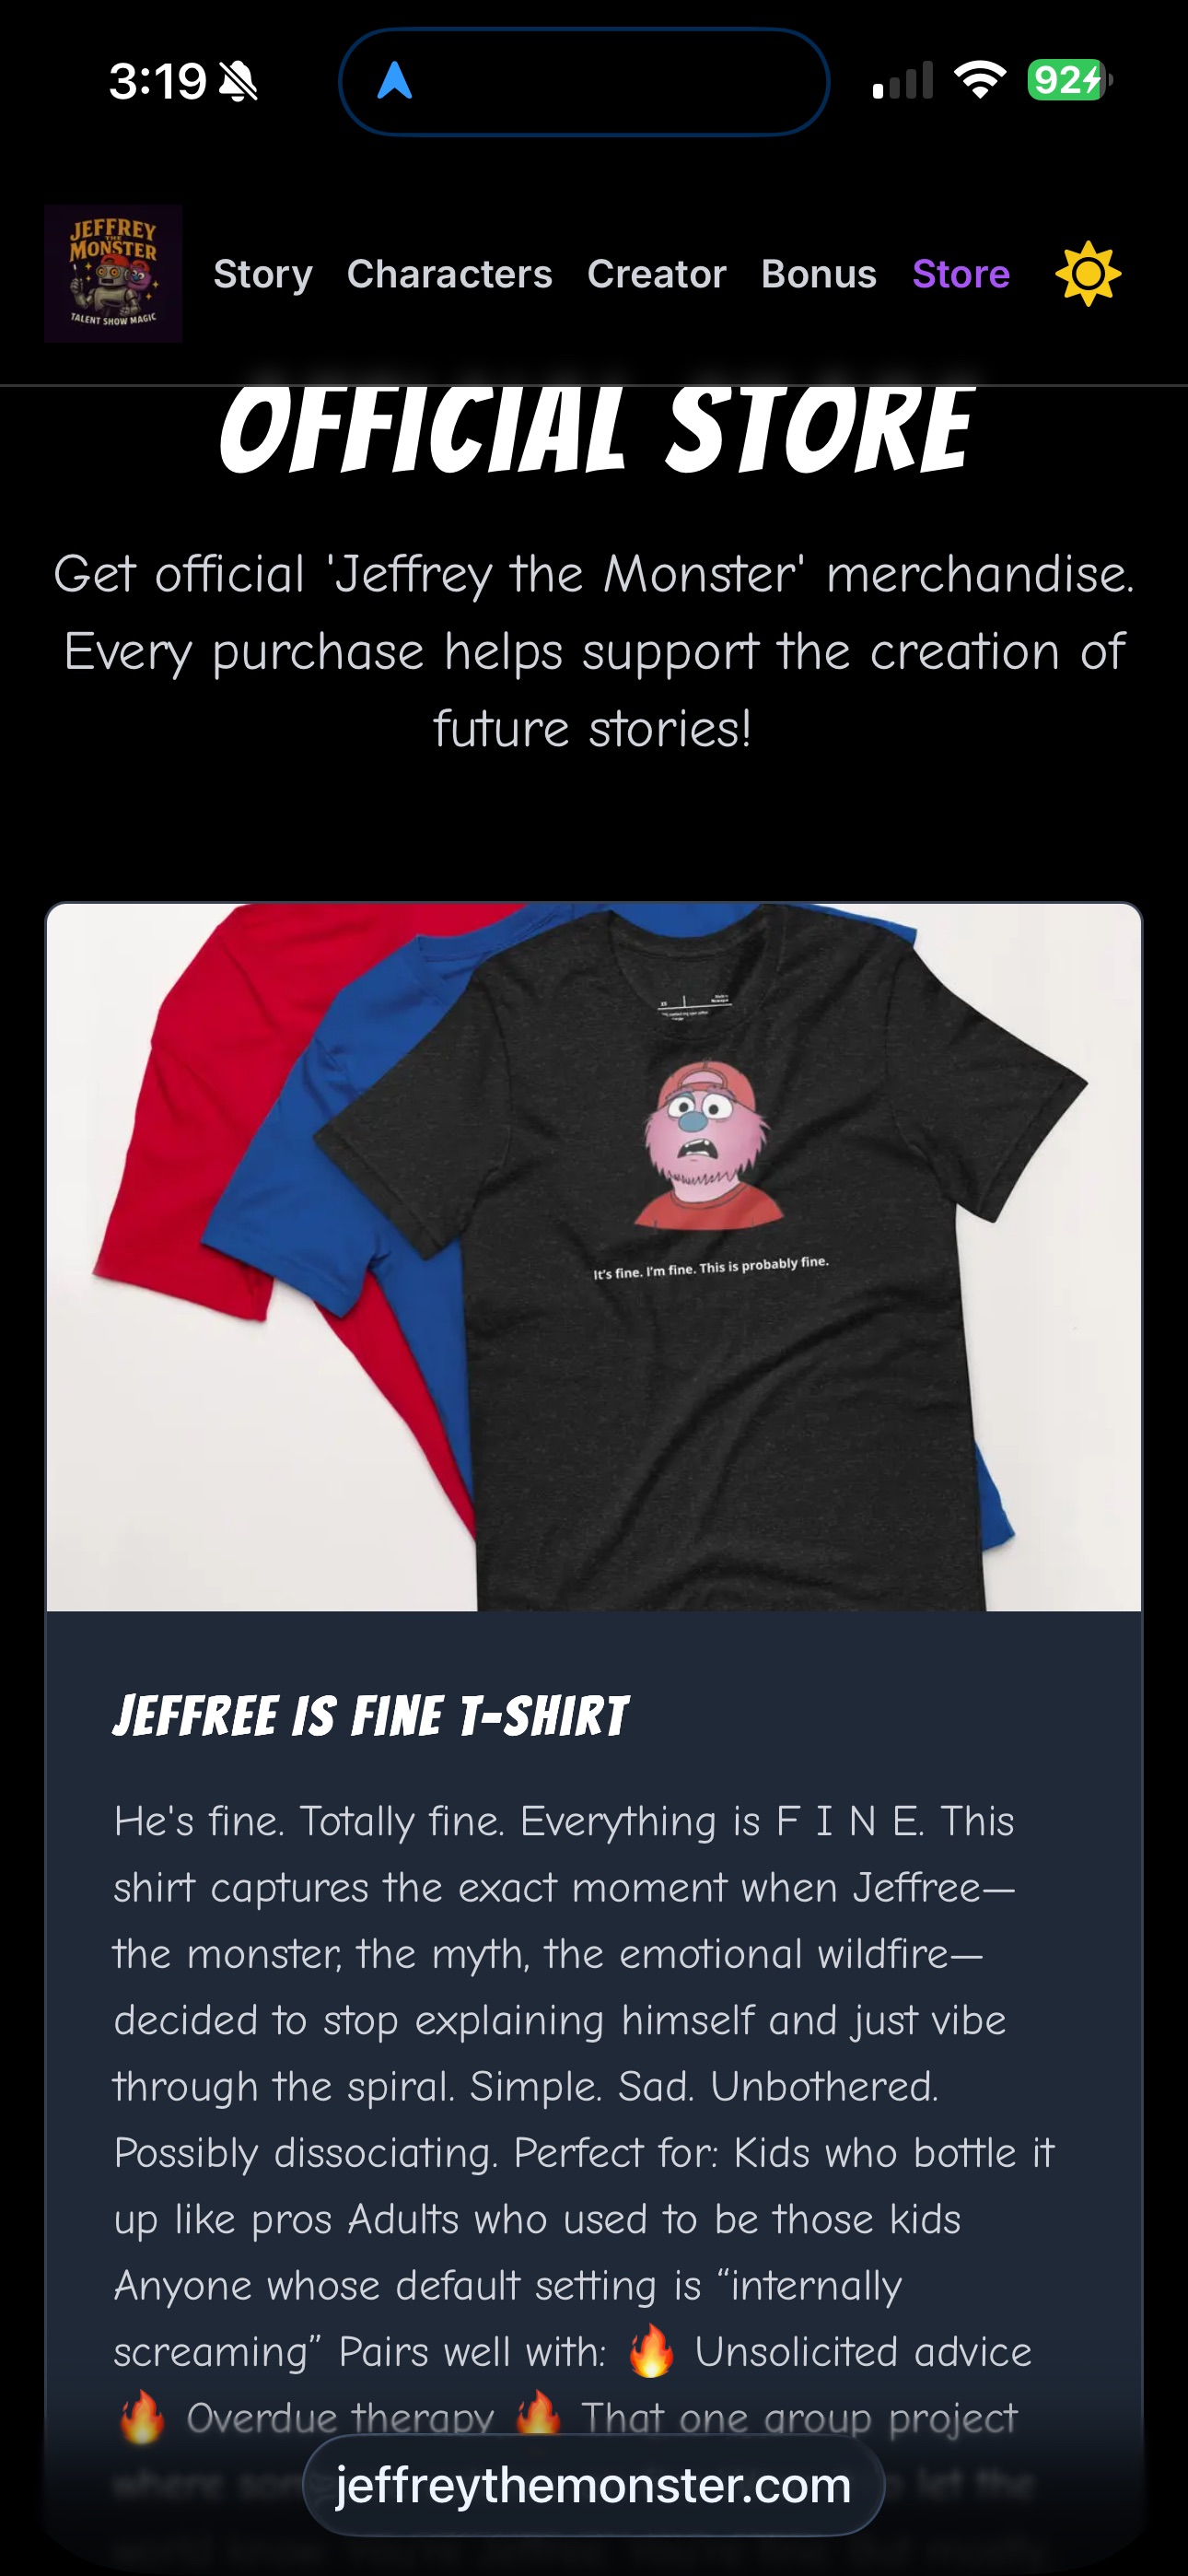 3:19
92
JEFFREY
THE
MONSTER
TALENT SHOW MAGIC
Story Characters Creator Bonus Store
OFFICIAL STORE
Get official 'Jeffrey the Monster' merchandise.
Every purchase helps support the creation of
future stories!
XS
It's fine. I'm fine. This is probably fine.
JEFFREE IS FINE T-SHIRT
He's fine. Totally fine. Everything is F I N E. This
shirt captures the exact moment when Jeffree—
the monster, the myth, the emotional wildfire—
decided to stop explaining himself and just vibe
through the spiral. Simple. Sad. Unbothered.
Possibly dissociating. Perfect for: Kids who bottle it
up like pros Adults who used to be those kids
Anyone whose default setting is “internally
screaming” Pairs well with: 🔥 Unsolicited advice
🔥 Overdue therapy 🔥 That one group project
where let the
jeffreythemonster.com